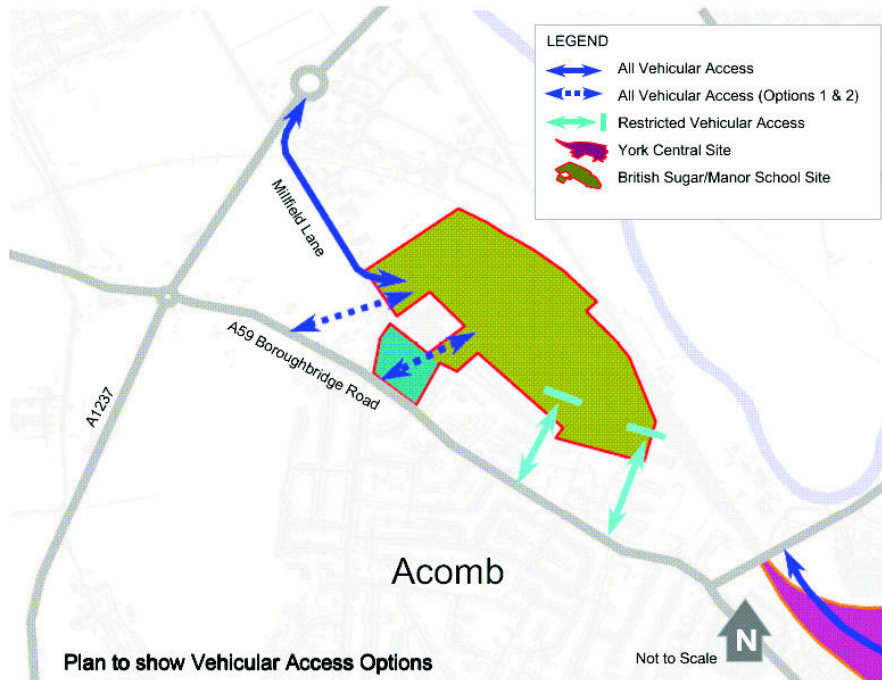 LEGEND
All Vehicular Access
All Vehicular Access (Options 1 & 2)
Restricted Vehicular Access
York Central Site
British Sugar/Manor School Site
Millfield Lane
A59 Boroughbridge Road
A1237
Acomb
N
Not to Scale
Plan to show Vehicular Access Options